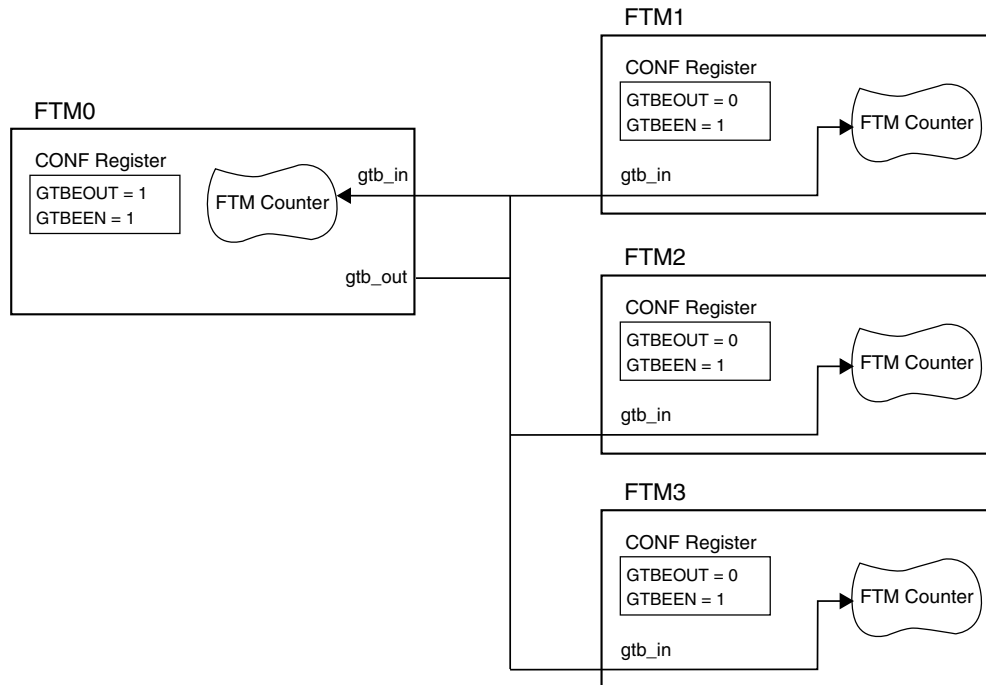 FTM0
CONF Register
GTBEOUT = 1
GTBEEN = 1
FTM Counter
gtb_in
gtb_out
FTM1
CONF Register
GTBEOUT = 0
GTBEEN = 1
FTM Counter
gtb_in
FTM2
CONF Register
GTBEOUT = 0
GTBEEN = 1
FTM Counter
gtb_in
FTM3
CONF Register
GTBEOUT = 0
GTBEEN = 1
FTM Counter
gtb_in